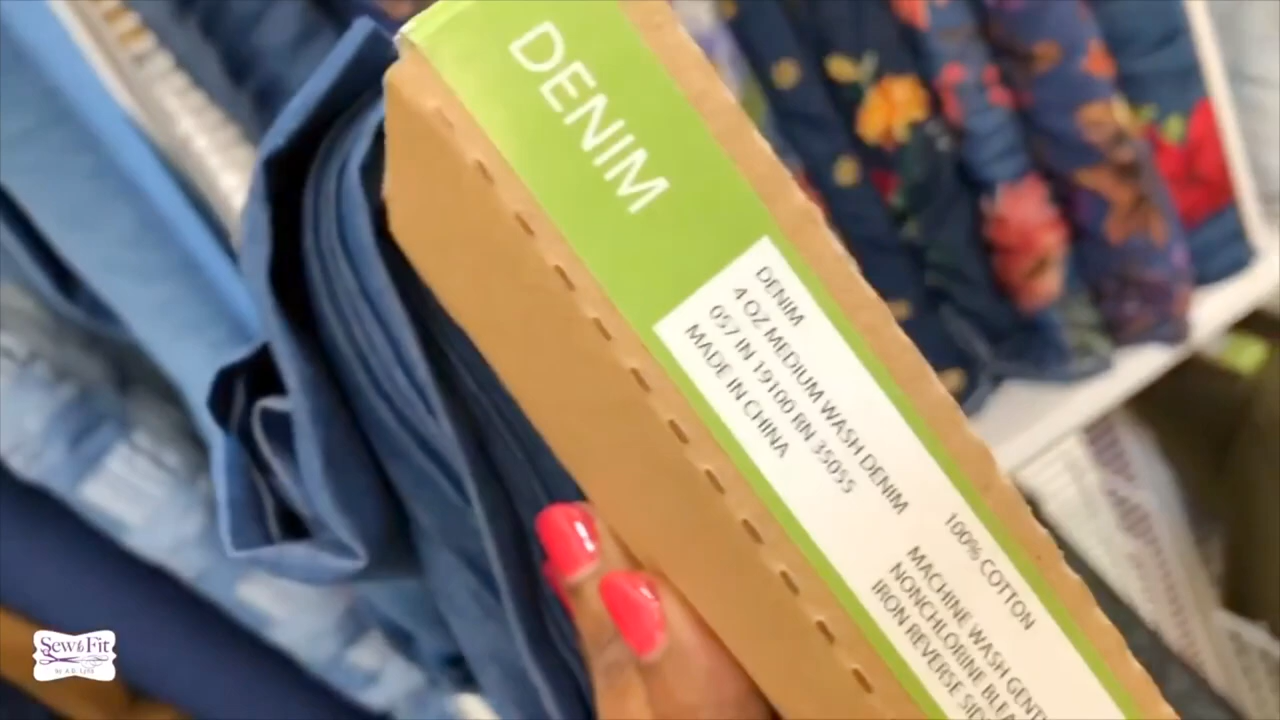 DENIM
DENIM
4 OZ MEDIUM WASH DENIM
057 IN 19100 RN 35055
MADE IN CHINA
100% COTTON
MACHINE WASH GENT
NONCHLORINE BLEA
IRON REVERSE SID
Sew to Fit